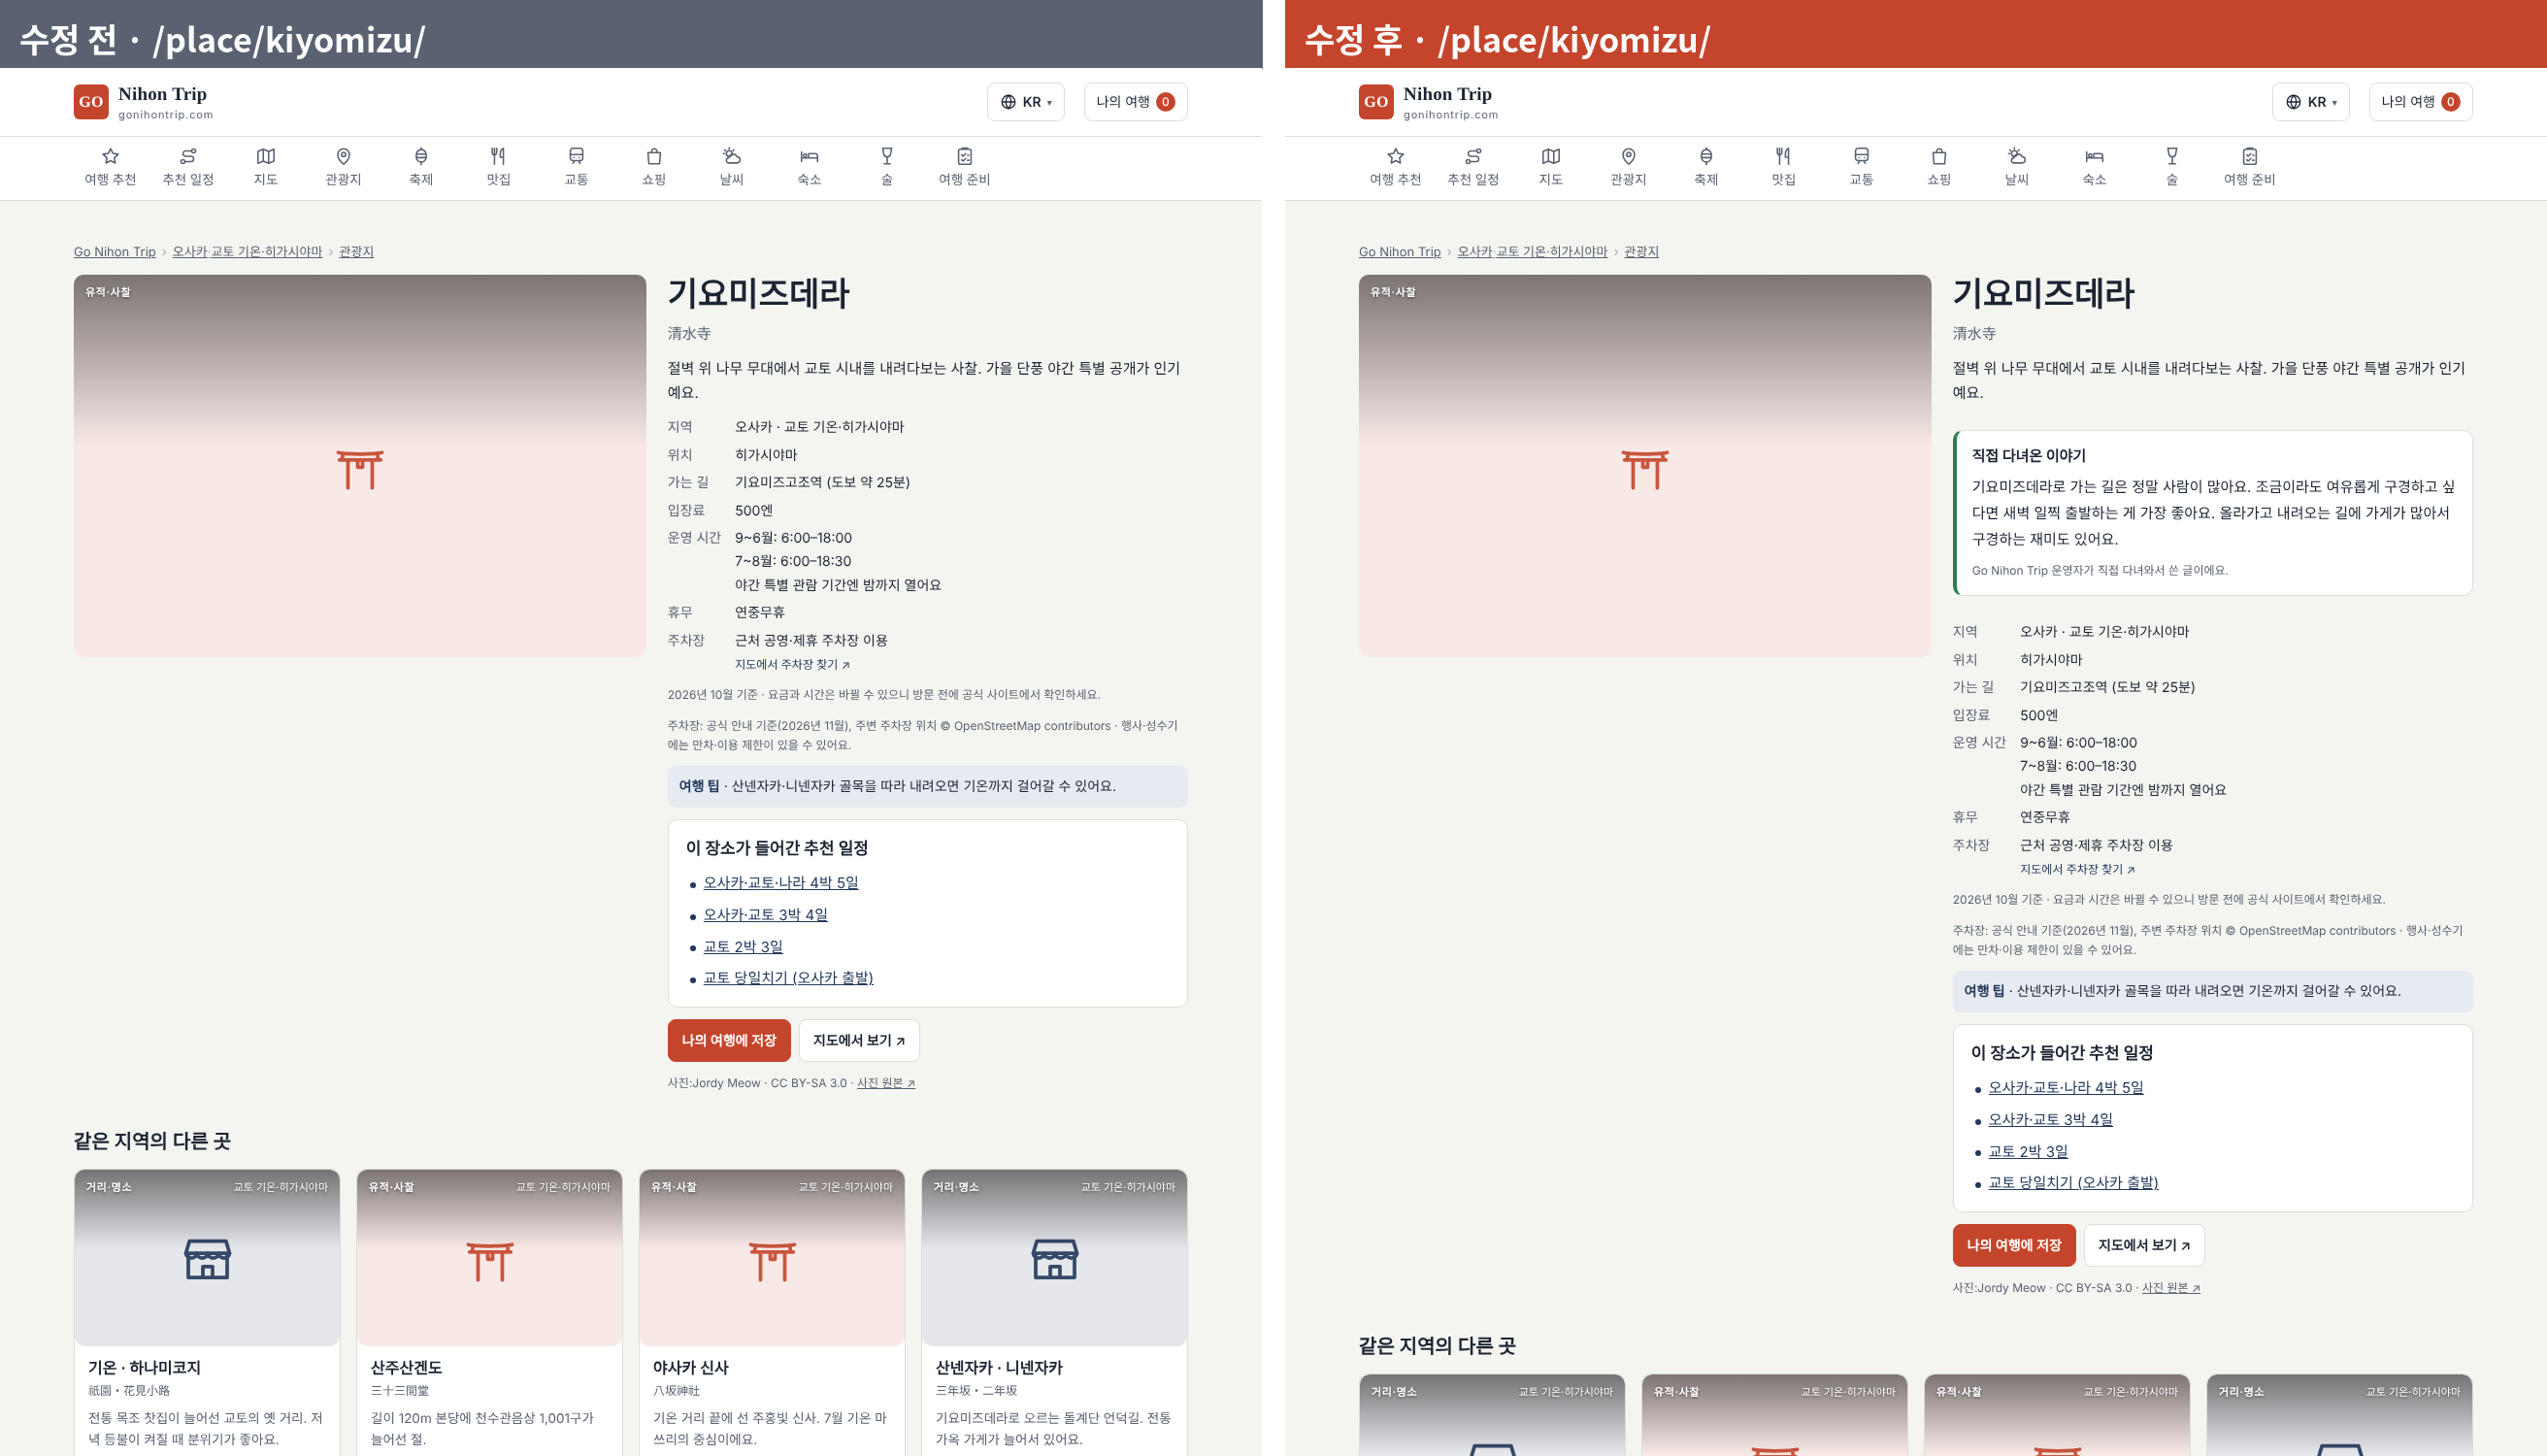 수정 전 · /place/kiyomizu/
GO
Nihon Trip
gonihontrip.com
KR ▾
나의 여행 0
여행 추천
추천 일정
지도
관광지
축제
맛집
교통
쇼핑
날씨
숙소
술
여행 준비
Go Nihon Trip › 오사카·교토 기온·히가시야마 › 관광지
유적·사찰
기요미즈데라
清水寺
절벽 위 나무 무대에서 교토 시내를 내려다보는 사찰. 가을 단풍 야간 특별 공개가 인기
예요.
지역 오사카 · 교토 기온·히가시야마
위치 히가시야마
가는 길 기요미즈고조역 (도보 약 25분)
입장료 500엔
운영 시간 9~6월: 6:00–18:00
7~8월: 6:00–18:30
야간 특별 관람 기간엔 밤까지 열어요
휴무 연중무휴
주차장 근처 공영·제휴 주차장 이용
지도에서 주차장 찾기 ↗
2026년 10월 기준 · 요금과 시간은 바뀔 수 있으니 방문 전에 공식 사이트에서 확인하세요.
주차장: 공식 안내 기준(2026년 11월), 주변 주차장 위치 © OpenStreetMap contributors · 행사·성수기
에는 만차·이용 제한이 있을 수 있어요.
여행 팁 · 산넨자카·니넨자카 골목을 따라 내려오면 기온까지 걸어갈 수 있어요.
이 장소가 들어간 추천 일정
• 오사카·교토·나라 4박 5일
• 오사카·교토 3박 4일
• 교토 2박 3일
• 교토 당일치기 (오사카 출발)
나의 여행에 저장
지도에서 보기 ↗
사진:Jordy Meow · CC BY-SA 3.0 · 사진 원본 ↗
같은 지역의 다른 곳
거리·명소 교토 기온·히가시야마
기온 · 하나미코지
祇園・花見小路
전통 목조 찻집이 늘어선 교토의 옛 거리. 저
녁 등불이 켜질 때 분위기가 좋아요.
유적·사찰 교토 기온·히가시야마
산주산겐도
三十三間堂
길이 120m 본당에 천수관음상 1,001구가
늘어선 절.
유적·사찰 교토 기온·히가시야마
야사카 신사
八坂神社
기온 거리 끝에 선 주홍빛 신사. 7월 기온 마
쓰리의 중심이에요.
거리·명소 교토 기온·히가시야마
산넨자카 · 니넨자카
三年坂・二年坂
기요미즈데라로 오르는 돌계단 언덕길. 전통
가옥 가게가 늘어서 있어요.
수정 후 · /place/kiyomizu/
GO
Nihon Trip
gonihontrip.com
KR ▾
나의 여행 0
여행 추천
추천 일정
지도
관광지
축제
맛집
교통
쇼핑
날씨
숙소
술
여행 준비
Go Nihon Trip › 오사카·교토 기온·히가시야마 › 관광지
유적·사찰
기요미즈데라
清水寺
절벽 위 나무 무대에서 교토 시내를 내려다보는 사찰. 가을 단풍 야간 특별 공개가 인기
예요.
직접 다녀온 이야기
기요미즈데라로 가는 길은 정말 사람이 많아요. 조금이라도 여유롭게 구경하고 싶
다면 새벽 일찍 출발하는 게 가장 좋아요. 올라가고 내려오는 길에 가게가 많아서
구경하는 재미도 있어요.
Go Nihon Trip 운영자가 직접 다녀와서 쓴 글이에요.
지역 오사카 · 교토 기온·히가시야마
위치 히가시야마
가는 길 기요미즈고조역 (도보 약 25분)
입장료 500엔
운영 시간 9~6월: 6:00–18:00
7~8월: 6:00–18:30
야간 특별 관람 기간엔 밤까지 열어요
휴무 연중무휴
주차장 근처 공영·제휴 주차장 이용
지도에서 주차장 찾기 ↗
2026년 10월 기준 · 요금과 시간은 바뀔 수 있으니 방문 전에 공식 사이트에서 확인하세요.
주차장: 공식 안내 기준(2026년 11월), 주변 주차장 위치 © OpenStreetMap contributors · 행사·성수기
에는 만차·이용 제한이 있을 수 있어요.
여행 팁 · 산넨자카·니넨자카 골목을 따라 내려오면 기온까지 걸어갈 수 있어요.
이 장소가 들어간 추천 일정
• 오사카·교토·나라 4박 5일
• 오사카·교토 3박 4일
• 교토 2박 3일
• 교토 당일치기 (오사카 출발)
나의 여행에 저장
지도에서 보기 ↗
사진:Jordy Meow · CC BY-SA 3.0 · 사진 원본 ↗
같은 지역의 다른 곳
거리·명소 교토 기온·히가시야마
유적·사찰 교토 기온·히가시야마
유적·사찰 교토 기온·히가시야마
거리·명소 교토 기온·히가시야마